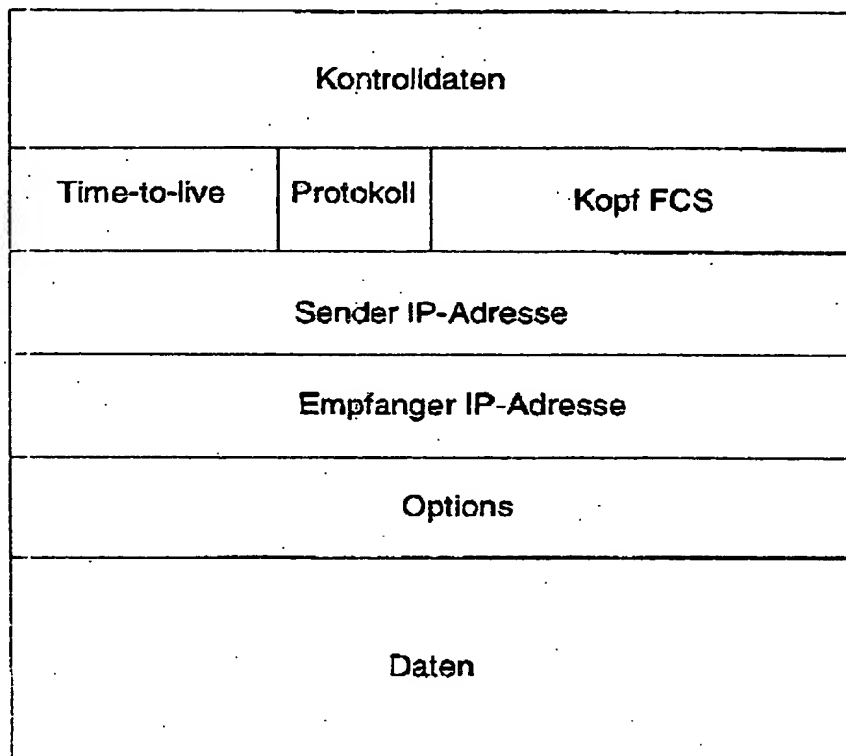 Kontrolldaten
Time-to-live Protokoll Kopf FCS
Sender IP-Adresse
Empfanger IP-Adresse
Options
Daten